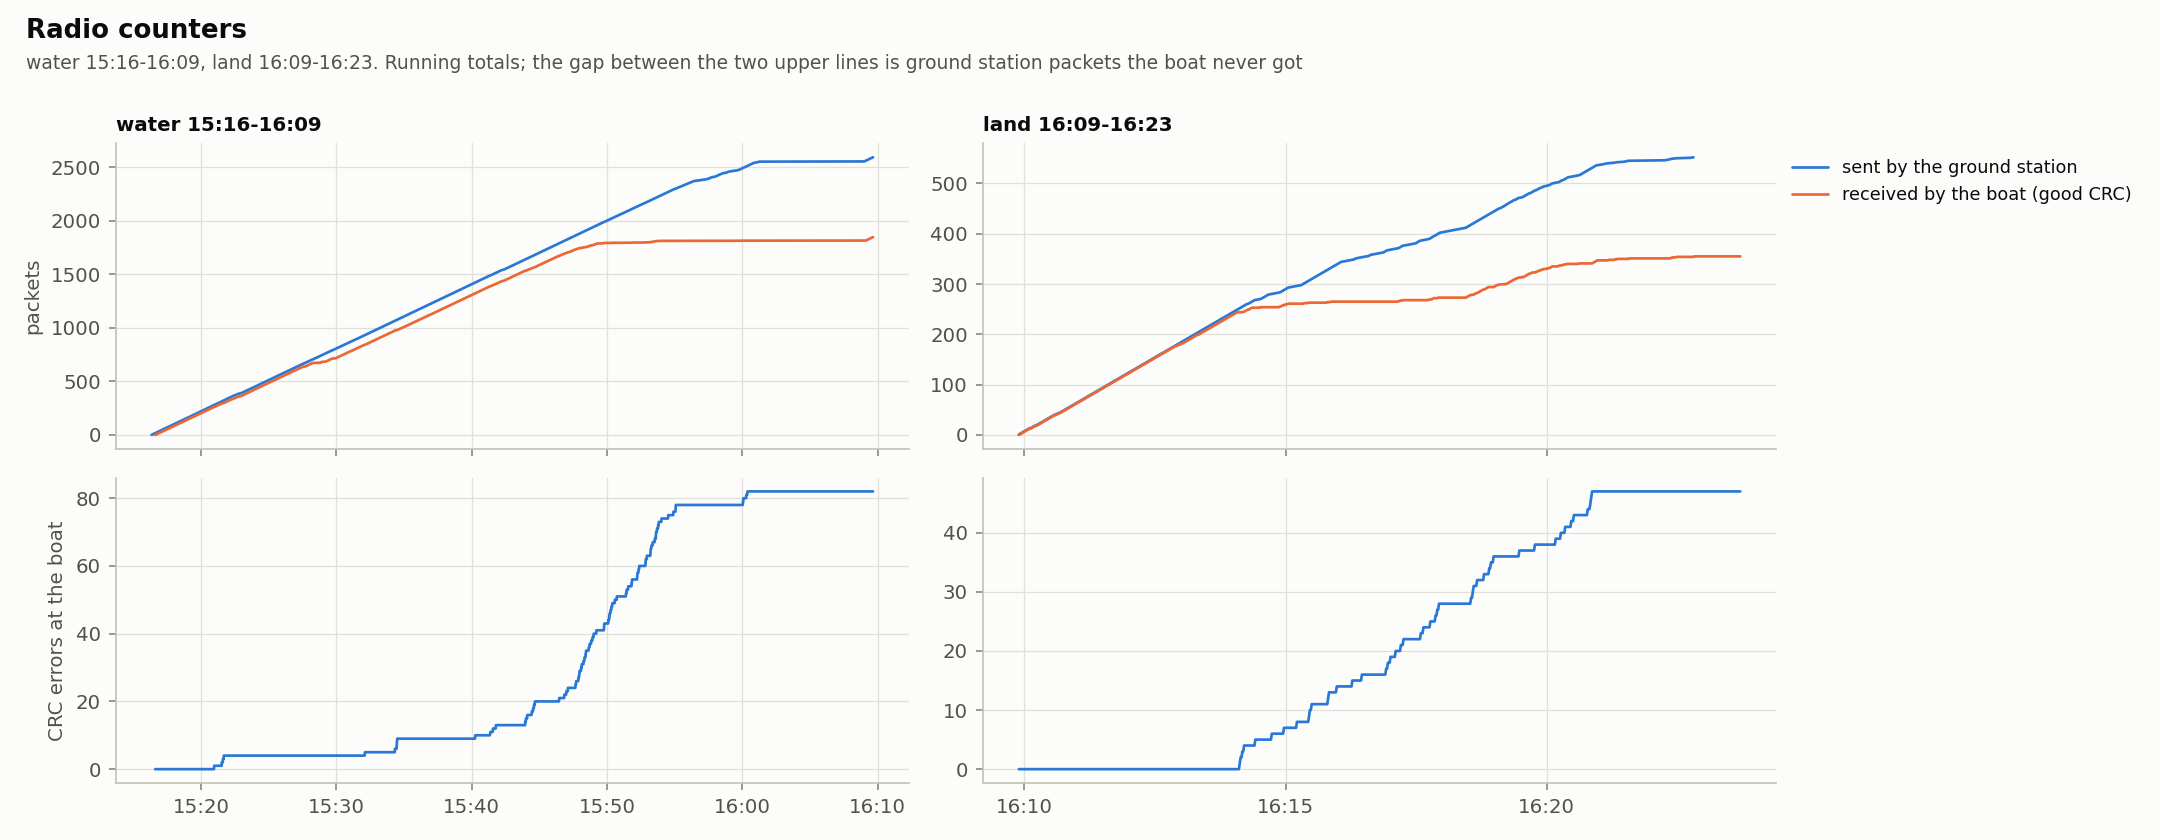 Radio counters
water 15:16-16:09, land 16:09-16:23. Running totals; the gap between the two upper lines is ground station packets the boat never got
water 15:16-16:09
land 16:09-16:23
sent by the ground station
received by the boat (good CRC)
packets
2500
2000
1500
1000
500
0
500
400
300
200
100
0
CRC errors at the boat
80
60
40
20
0
40
30
20
10
0
15:20 15:30 15:40 15:50 16:00 16:10
16:10 16:15 16:20